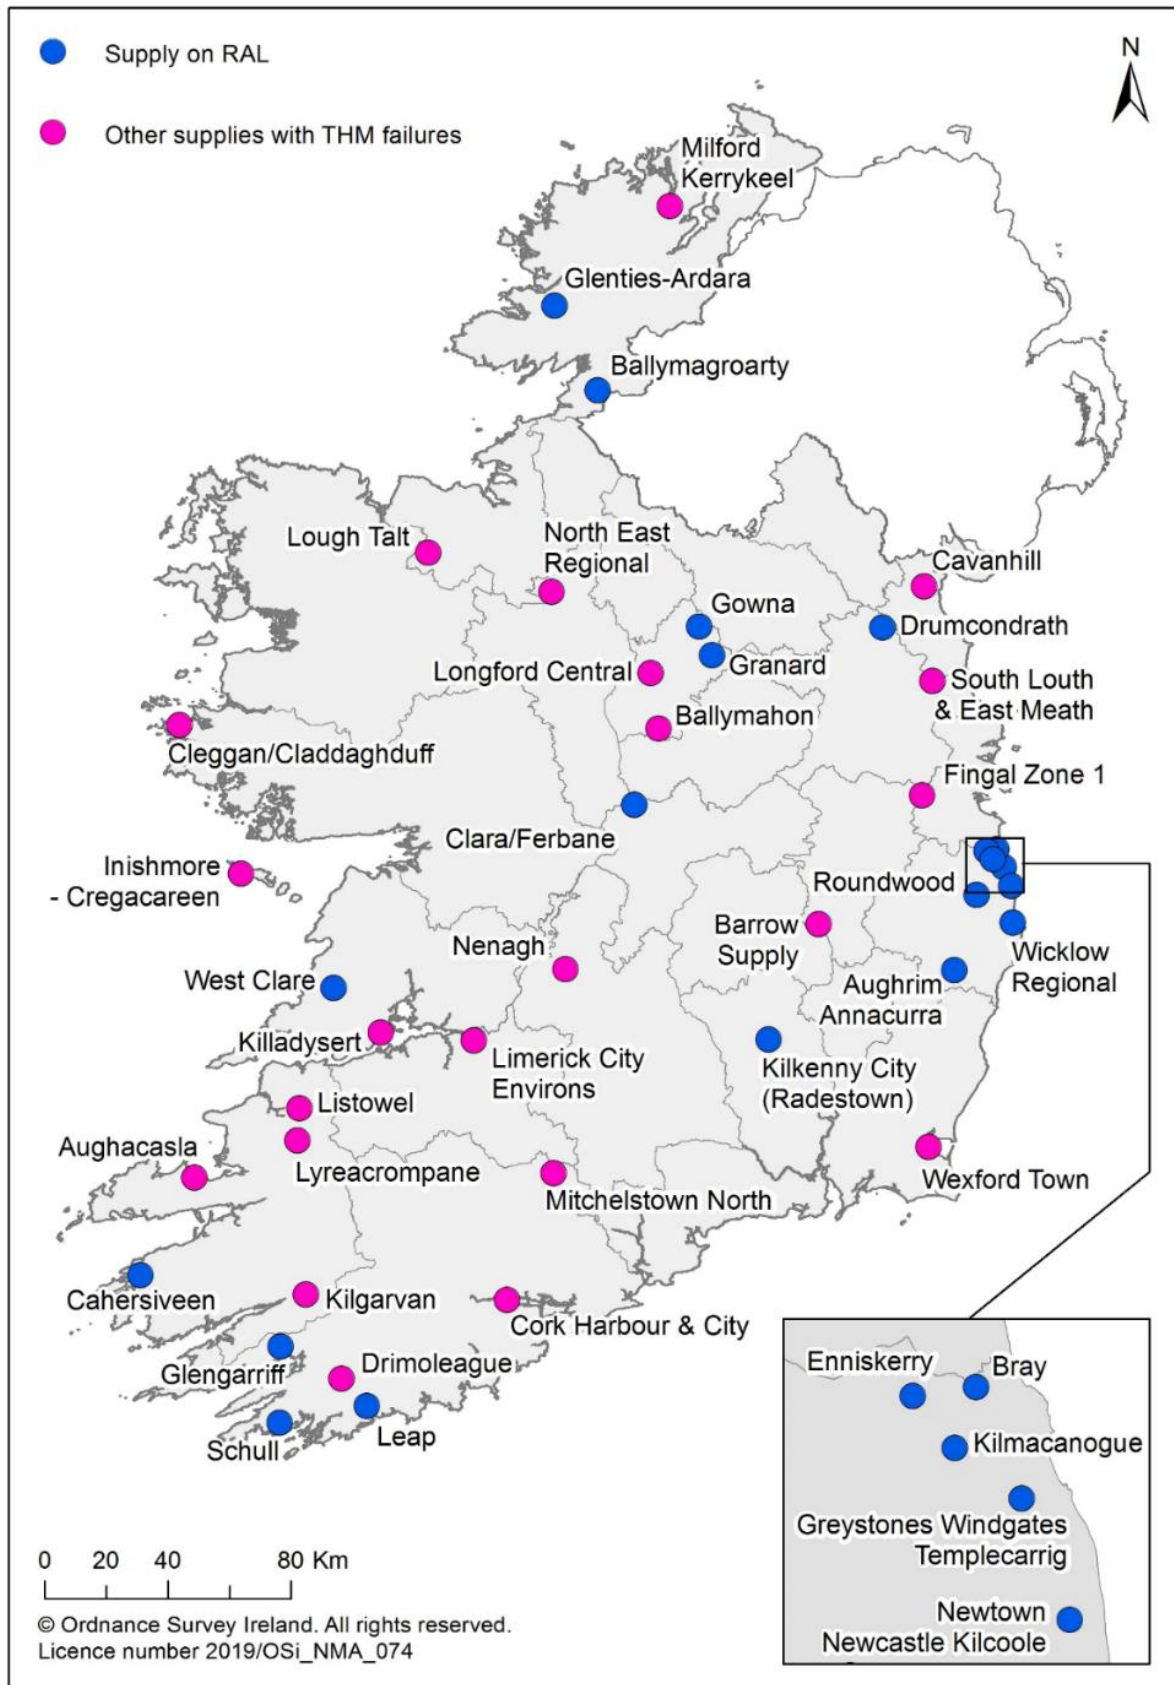 Supply on RAL
N
Other supplies with THM failures
Milford
Kerrykeel
Glenties-Ardara
Ballymagroarty
Lough Talt
North East
Regional
Cavanhill
Gowna
Drumcondrath
Granard
Longford Central
South Louth
& East Meath
Ballymahon
Cleggan/Claddaghduff
Fingal Zone 1
Clara/Ferbane
Inishmore
- Cregacareen
Roundwood
Barrow
Supply
Nenagh
Wicklow
Regional
West Clare
Aughrim
Annacurra
Killadysert
Limerick City
Environs
Kilkenny City
(Radestown)
Listowel
Aughacasla
Lyreacrompane
Mitchelstown North
Wexford Town
Cahersiveen
Kilgarvan
Cork Harbour & City
Glengarriff
Drimoleague
Leap
Schull
Enniskerry
Bray
Kilmacanogue
Greystones Windgates
Templecarrig
Newtown
Newcastle Kilcoole
0 20 40 80 Km
© Ordnance Survey Ireland. All rights reserved.
Licence number 2019/OSi_NMA_074